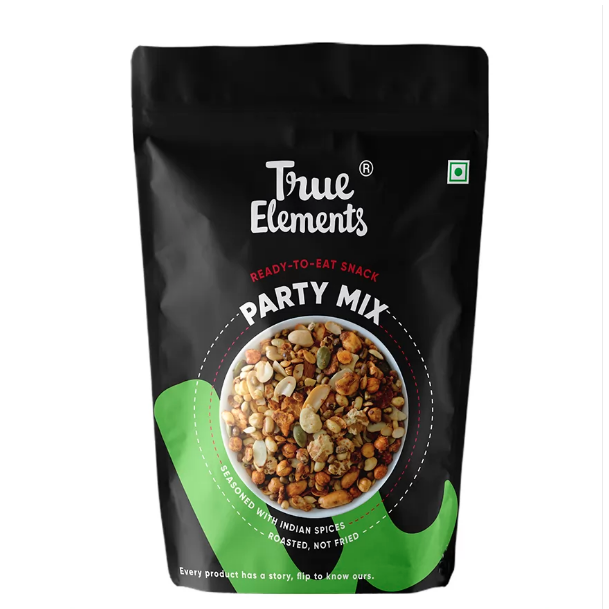 True ®
Elements
READY-TO-EAT SNACK
PARTY MIX
SEASONED WITH INDIAN SPICES
ROASTED, NOT FRIED
Every product has a story, flip to know ours.